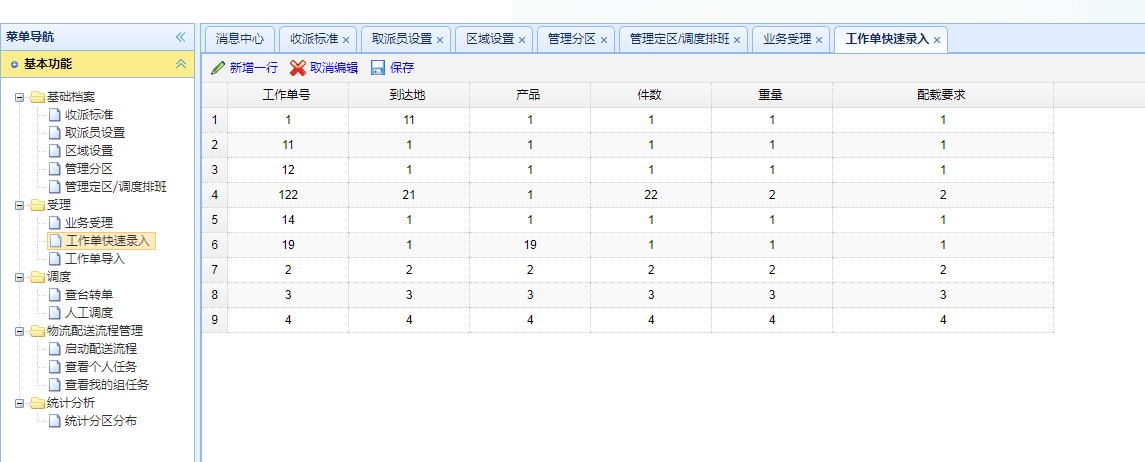 菜单导航
基本功能
基础档案
收派标准
取派员设置
区域设置
管理分区
管理定区/调度排班
受理
业务受理
工作单快速录入
工作单导入
调度
查台转单
人工调度
物流配送流程管理
启动配送流程
查看个人任务
查看我的组任务
统计分析
统计分区分布
消息中心 收派标准 取派员设置 区域设置 管理分区 管理定区/调度排班 业务受理 工作单快速录入
新增一行 取消编辑 保存
工作单号 到达地 产品 件数 重量 配载要求
1 1 11 1 1 1 1
2 11 1 1 1 1 1
3 12 1 1 1 1 1
4 122 21 1 22 2 2
5 14 1 1 1 1 1
6 19 1 19 1 1 1
7 2 2 2 2 2 2
8 3 3 3 3 3 3
9 4 4 4 4 4 4